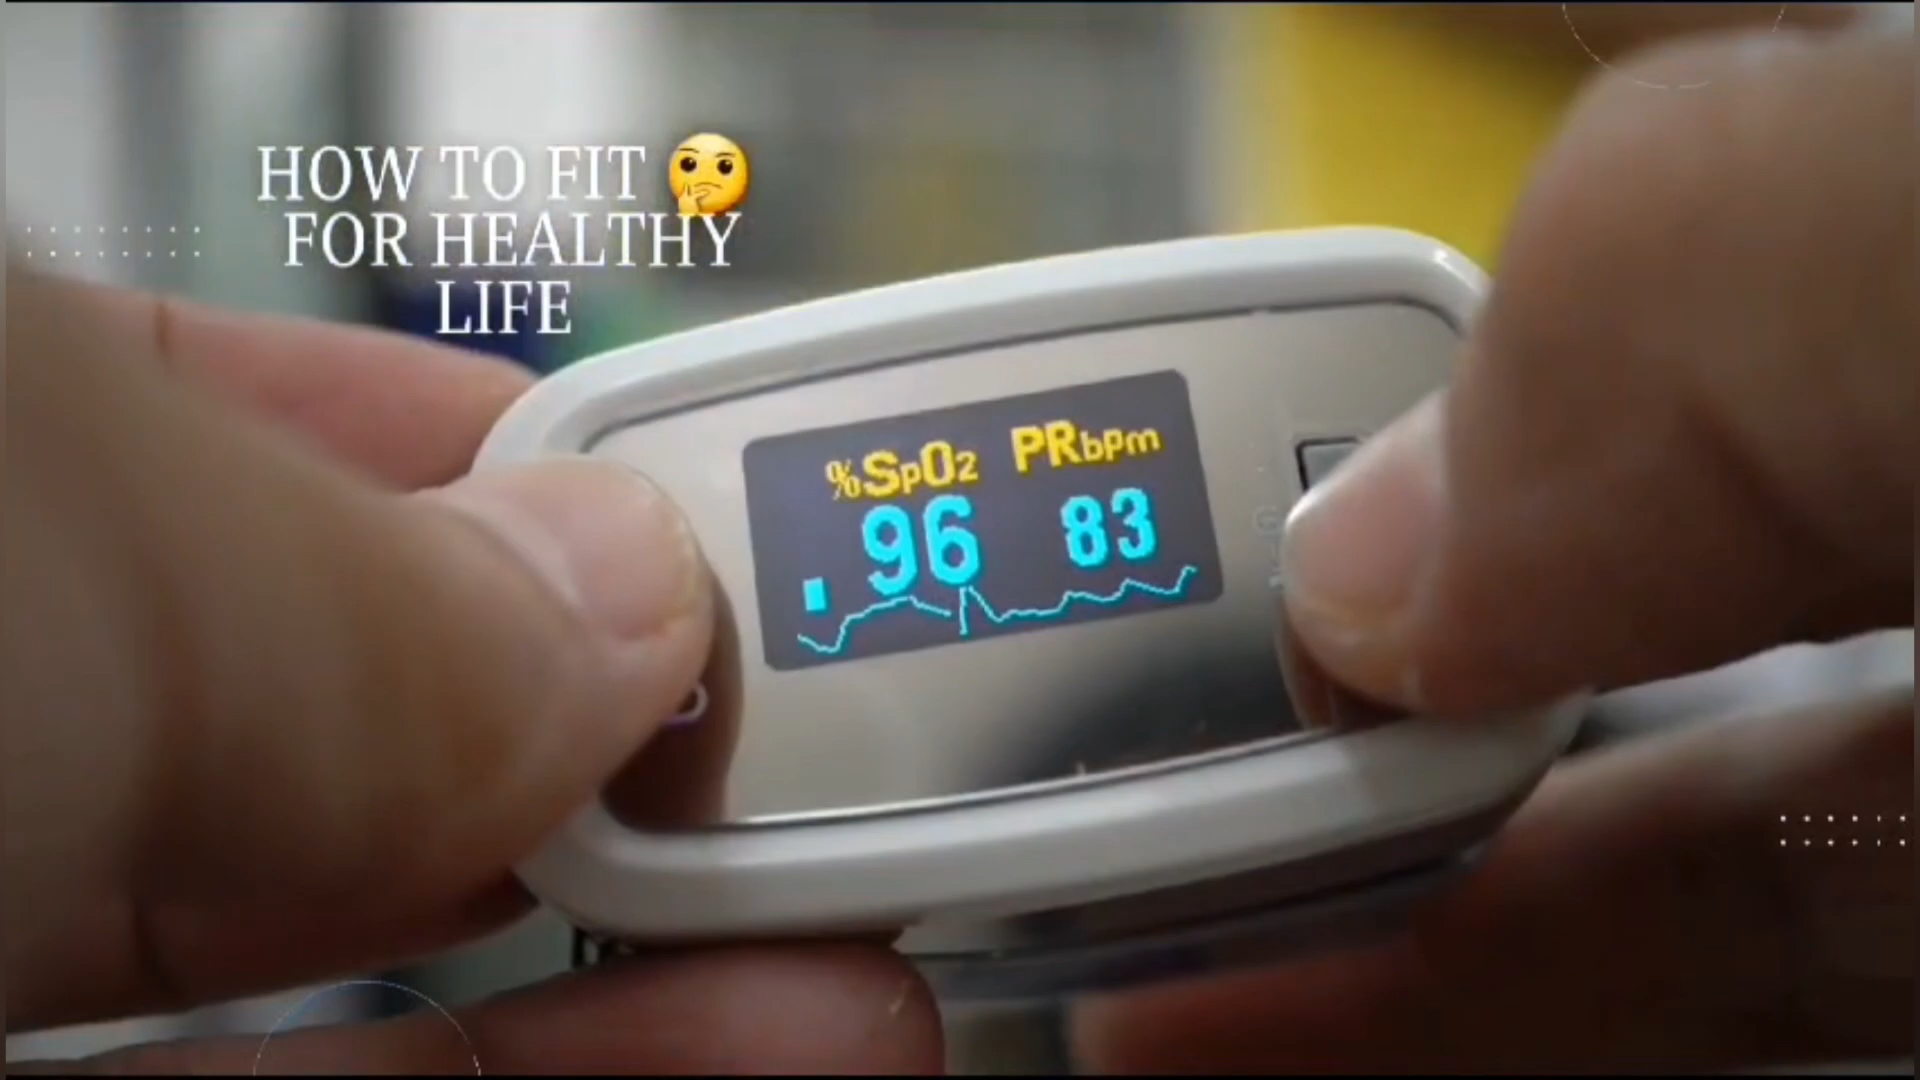 HOW TO FIT 🤔
FOR HEALTHY
LIFE
%SpO2 PRbpm
96 83